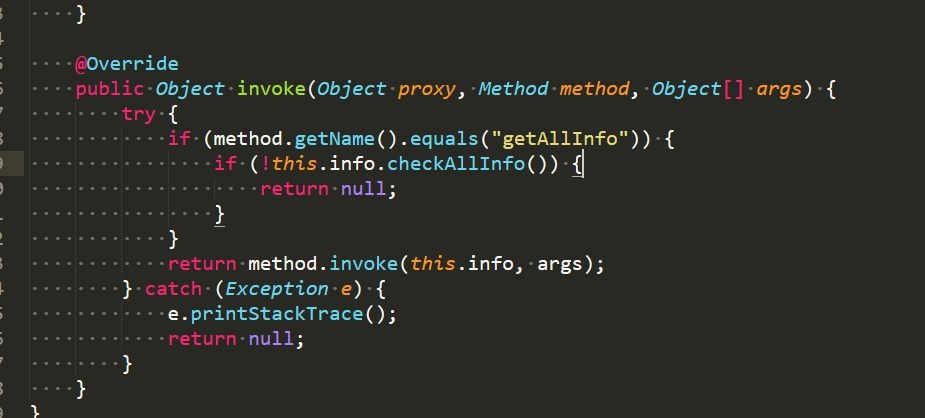 }

    @Override
    public Object invoke(Object proxy, Method method, Object[] args) {
        try {
            if (method.getName().equals("getAllInfo")) {
                if (!this.info.checkAllInfo()) {
                    return null;
                }
            }
            return method.invoke(this.info, args);
        } catch (Exception e) {
            e.printStackTrace();
            return null;
        }
    }
}